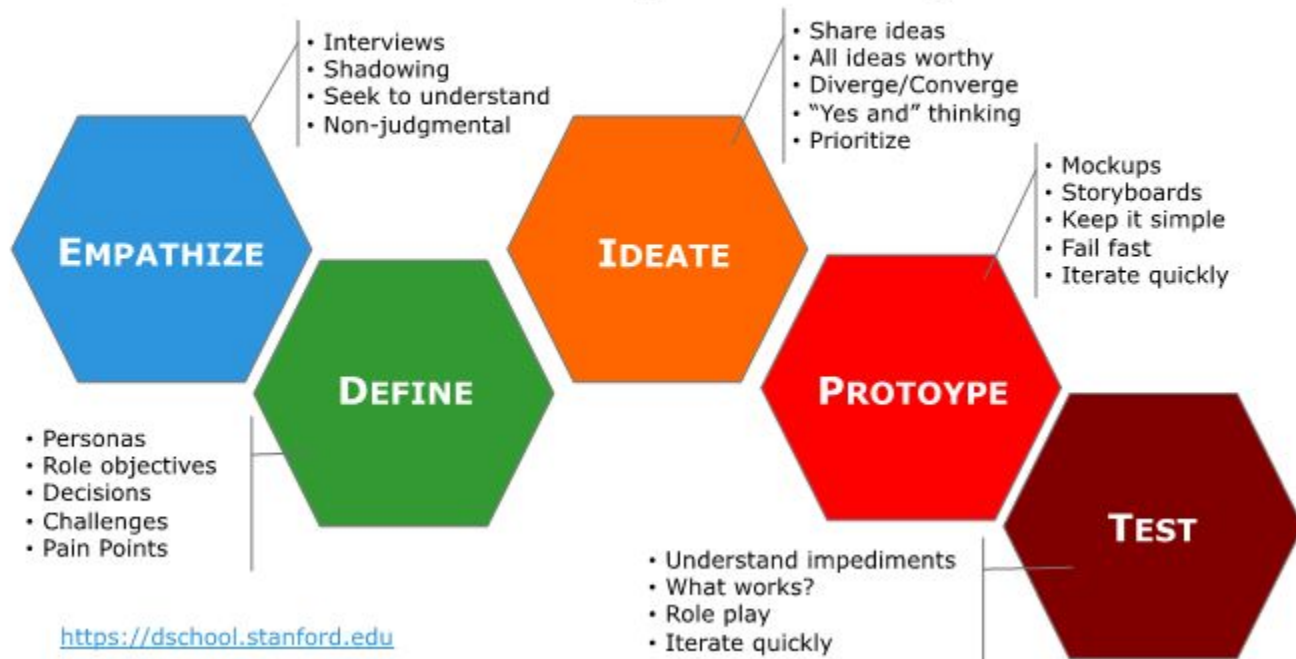 • Interviews
• Shadowing
• Seek to understand
• Non-judgmental
EMPATHIZE
• Personas
• Role objectives
• Decisions
• Challenges
• Pain Points
DEFINE
• Share ideas
• All ideas worthy
• Diverge/Converge
• “Yes and” thinking
• Prioritize
IDEATE
• Mockups
• Storyboards
• Keep it simple
• Fail fast
• Iterate quickly
PROTOYPE
• Understand impediments
• What works?
• Role play
• Iterate quickly
TEST
https://dschool.stanford.edu